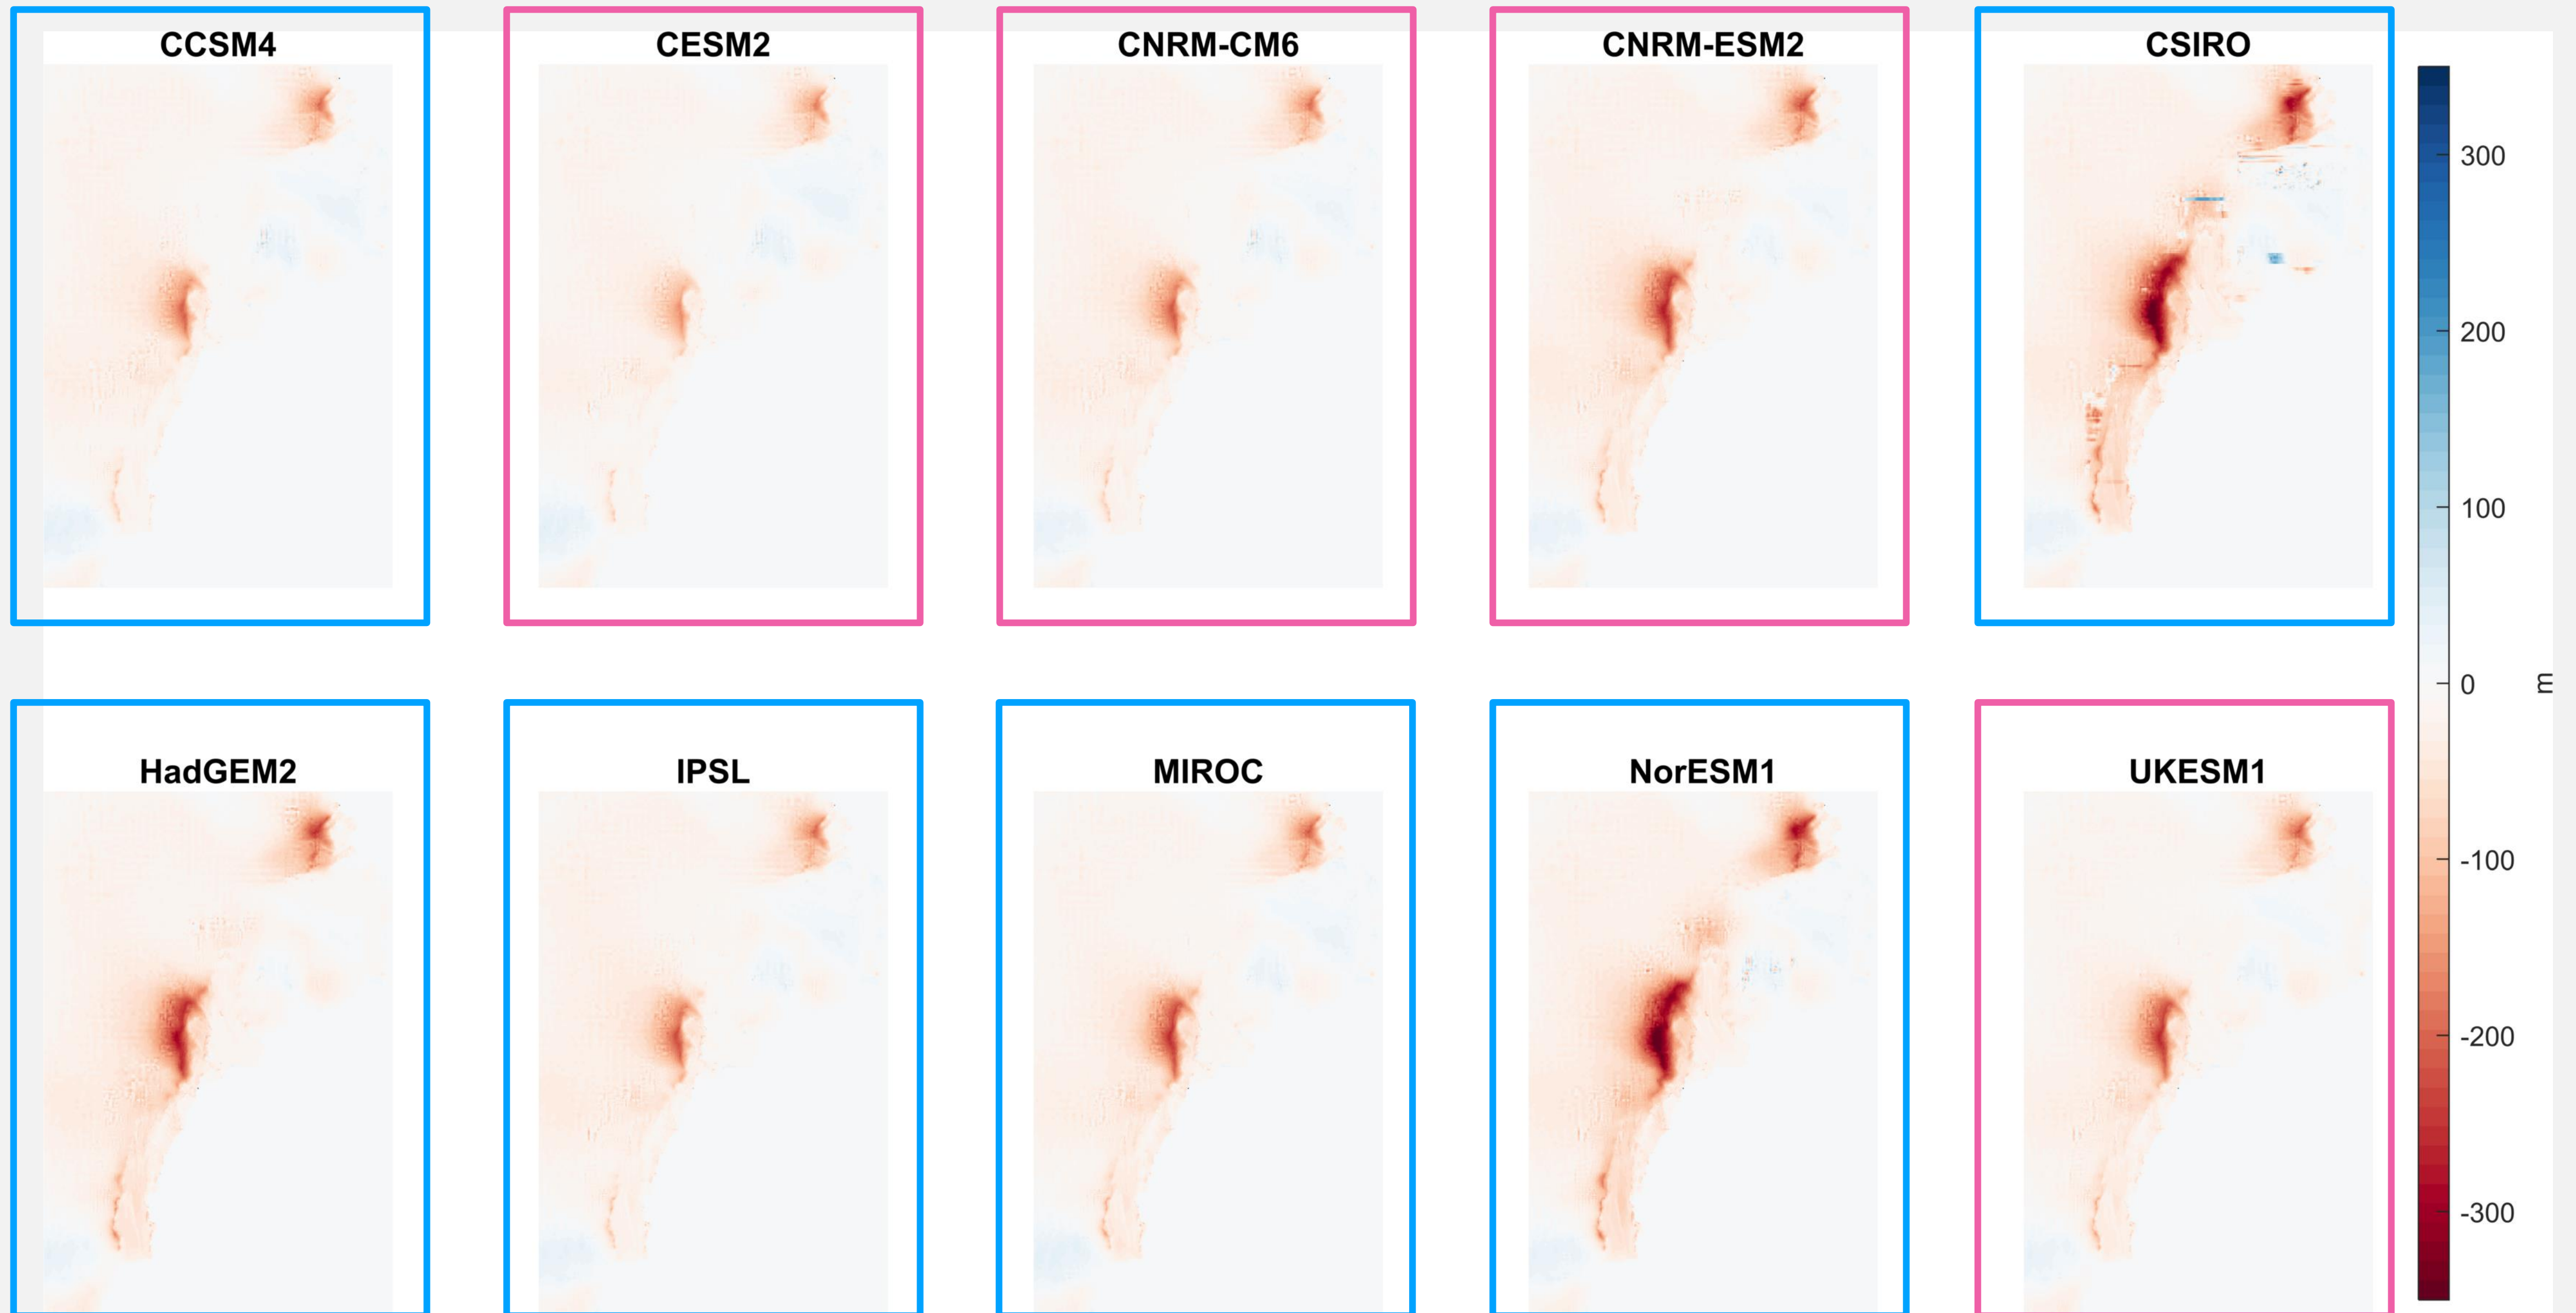 CCSM4
CESM2
CNRM-CM6
CNRM-ESM2
CSIRO
300
200
100
0
m
-100
-200
-300
HadGEM2
IPSL
MIROC
NorESM1
UKESM1